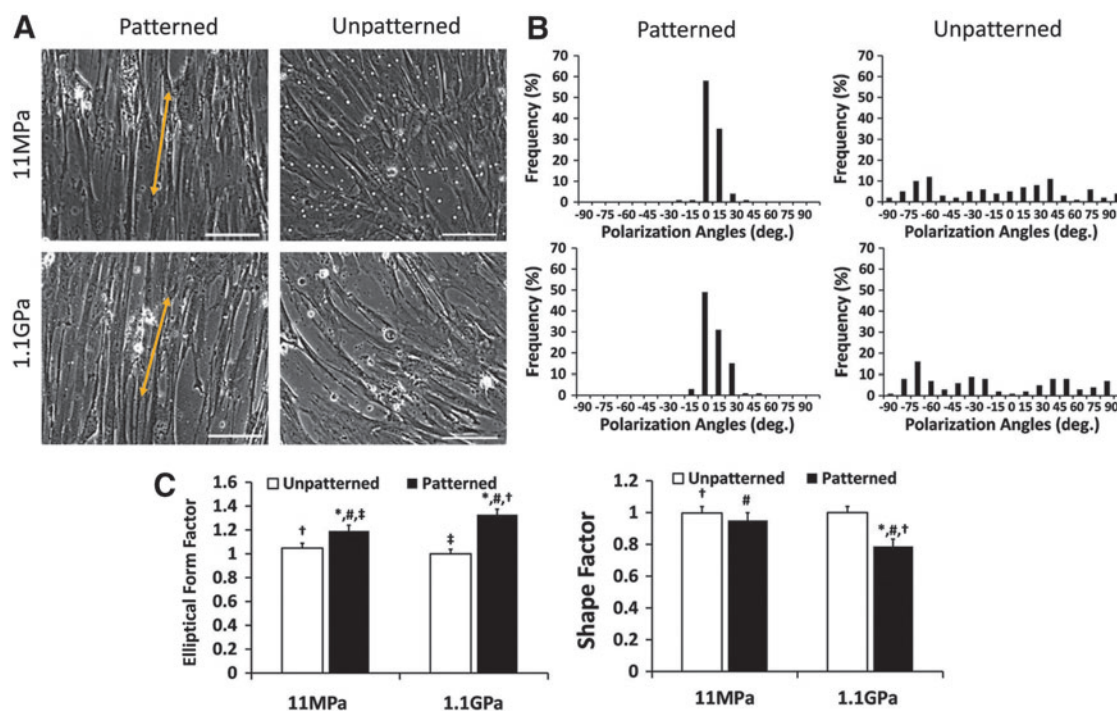 A
Patterned
Unpatterned
11MPa
1.1GPa
B
Patterned
Unpatterned
Frequency (%)
70
60
50
40
30
20
10
0
-90 -75 -60 -45 -30 -15 0 15 30 45 60 75 90
Polarization Angles (deg.)
Frequency (%)
70
60
50
40
30
20
10
0
-90 -75 -60 -45 -30 -15 0 15 30 45 60 75 90
Polarization Angles (deg.)
Frequency (%)
50
40
30
20
10
0
-90 -75 -60 -45 -30 -15 0 15 30 45 60 75 90
Polarization Angles (deg.)
Frequency (%)
50
40
30
20
10
0
-90 -75 -60 -45 -30 -15 0 15 30 45 60 75 90
Polarization Angles (deg.)
C
Elliptical Form Factor
1.6
1.4
1.2
1
0.8
0.6
0.4
0.2
0
Unpatterned Patterned
†
*,#,‡
‡
*,#,†
11MPa 1.1GPa
Shape Factor
1.2
1
0.8
0.6
0.4
0.2
0
Unpatterned Patterned
†
#
*,#,†
11MPa 1.1GPa